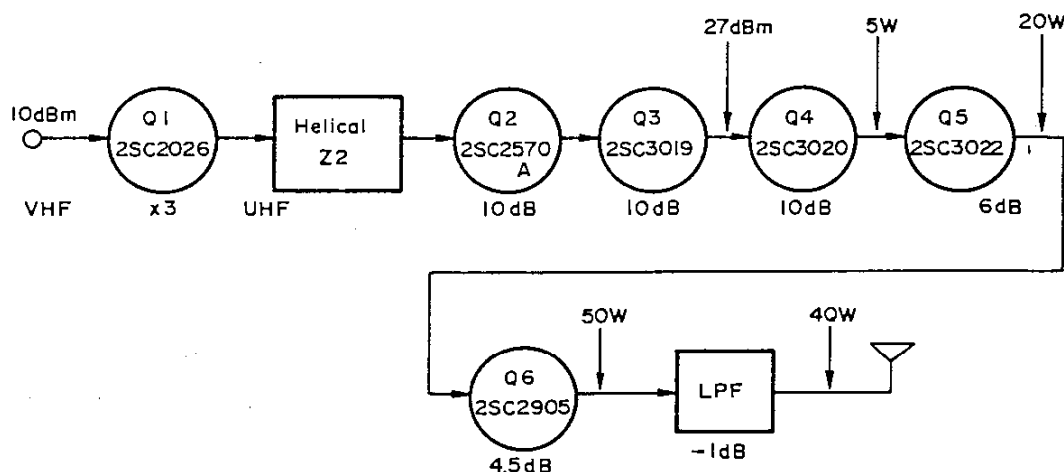 27dBm
5W
20W
10dBm
Q1
2SC2026
Helical
Z2
Q2
2SC2570
A
Q3
2SC3019
Q4
2SC3020
Q5
2SC3022
VHF
x3
UHF
10dB
10dB
10dB
6dB
50W
40W
Q6
2SC2905
LPF
4.5dB
-1dB